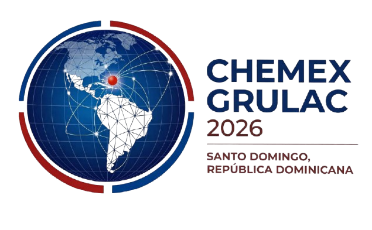 CHEMEX
GRULAC
2026
SANTO DOMINGO,
REPÚBLICA DOMINICANA